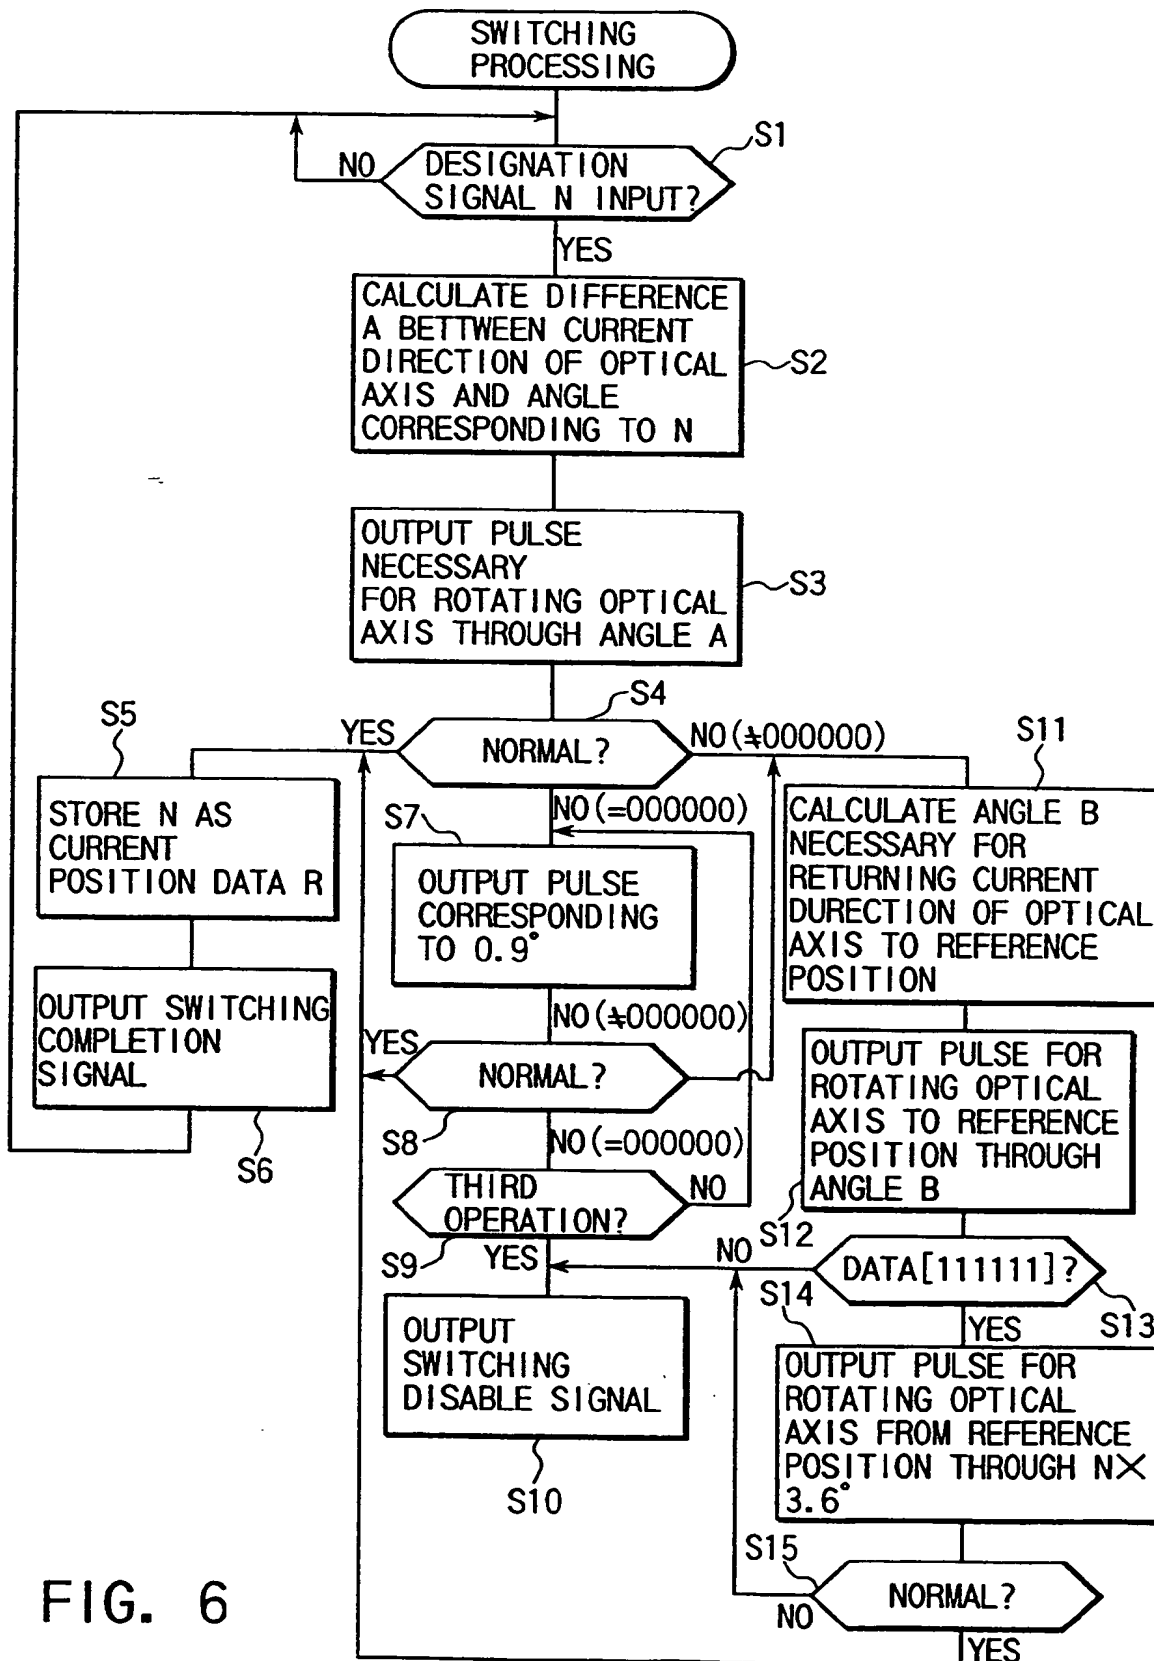 SWITCHING
PROCESSING
S1
NO
DESIGNATION
SIGNAL N INPUT?
YES
CALCULATE DIFFERENCE
A BETTWEEN CURRENT
DIRECTION OF OPTICAL
AXIS AND ANGLE
CORRESPONDING TO N
S2
OUTPUT PULSE
NECESSARY
FOR ROTATING OPTICAL
AXIS THROUGH ANGLE A
S3
S4
YES
NORMAL?
NO(≠000000)
S5
STORE N AS
CURRENT
POSITION DATA R
OUTPUT SWITCHING
COMPLETION
SIGNAL
S6
NO(=000000)
S7
OUTPUT PULSE
CORRESPONDING
TO 0.9°
NO(≠000000)
YES
NORMAL?
S8
NO(=000000)
THIRD
OPERATION?
NO
S9
YES
OUTPUT
SWITCHING
DISABLE SIGNAL
S10
S11
CALCULATE ANGLE B
NECESSARY FOR
RETURNING CURRENT
DURECTION OF OPTICAL
AXIS TO REFERENCE
POSITION
OUTPUT PULSE FOR
ROTATING OPTICAL
AXIS TO REFERENCE
POSITION THROUGH
ANGLE B
S12
NO
DATA[111111]?
S13
S14
YES
OUTPUT PULSE FOR
ROTATING OPTICAL
AXIS FROM REFERENCE
POSITION THROUGH N×
3.6°
S15
NORMAL?
NO
YES
FIG. 6